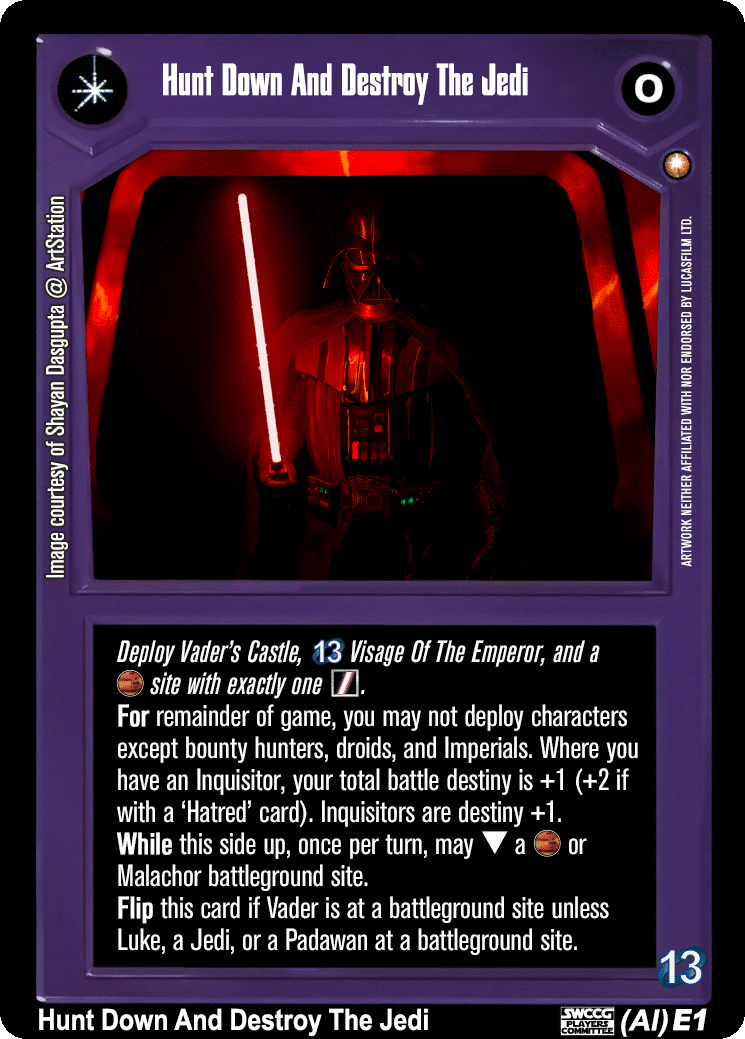 Hunt Down And Destroy The Jedi
O
Image courtesy of Shayan Dasgupta @ ArtStation
ARTWORK NEITHER AFFILIATED WITH NOR ENDORSED BY LUCASFILM LTD.
Deploy Vader's Castle, 13 Visage Of The Emperor, and a
site with exactly one .
For remainder of game, you may not deploy characters
except bounty hunters, droids, and Imperials. Where you
have an Inquisitor, your total battle destiny is +1 (+2 if
with a 'Hatred' card). Inquisitors are destiny +1.
While this side up, once per turn, may ▼ a or
Malachor battleground site.
Flip this card if Vader is at a battleground site unless
Luke, a Jedi, or a Padawan at a battleground site.
13
Hunt Down And Destroy The Jedi
SWCCG
PLAYERS
COMMITTEE
(AI) E1